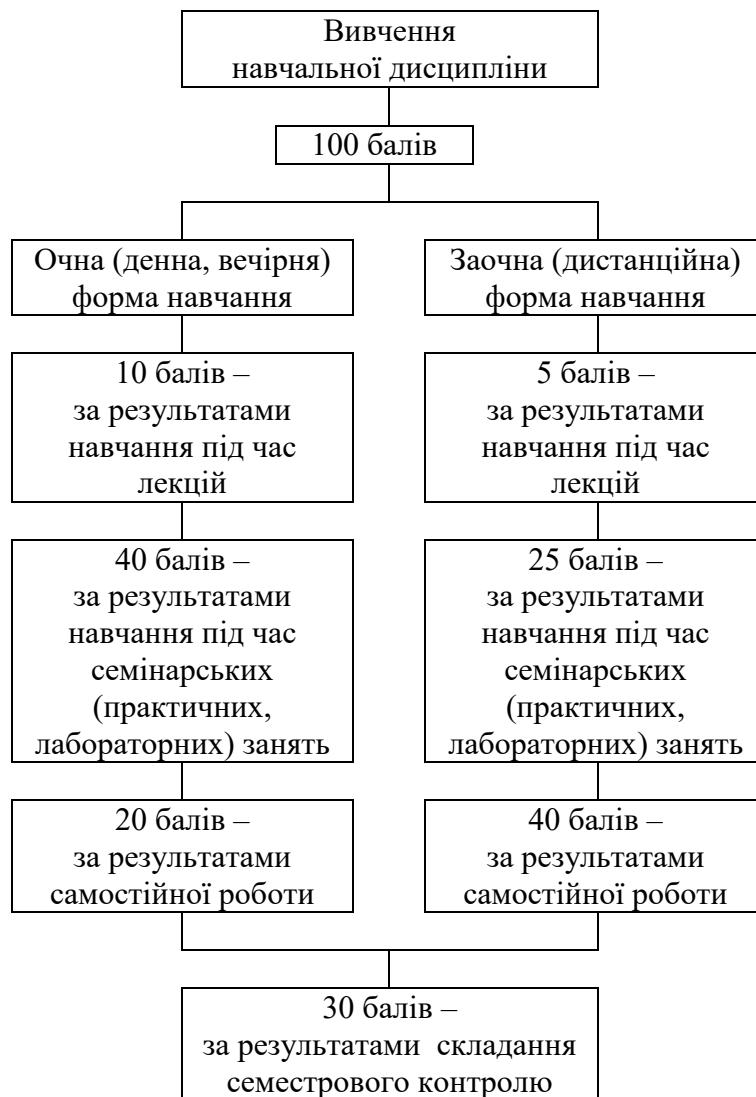 Вивчення
навчальної дисципліни
100 балів
Очна (денна, вечірня)
форма навчання
Заочна (дистанційна)
форма навчання
10 балів –
за результатами
навчання під час
лекцій
5 балів –
за результатами
навчання під час
лекцій
40 балів –
за результатами
навчання під час
семінарських
(практичних,
лабораторних) занять
25 балів –
за результатами
навчання під час
семінарських
(практичних,
лабораторних) занять
20 балів –
за результатами
самостійної роботи
40 балів –
за результатами
самостійної роботи
30 балів –
за результатами складання
семестрового контролю